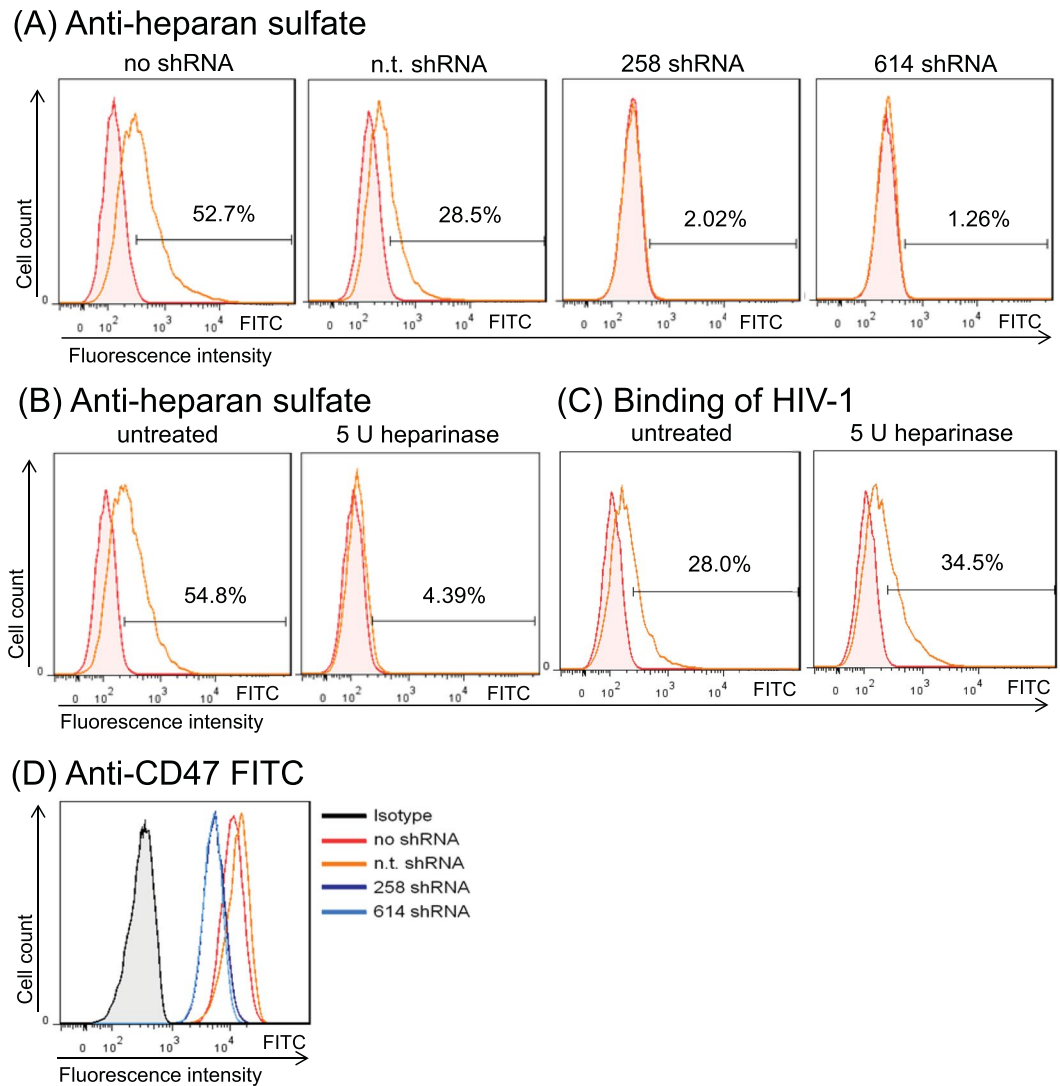 (A) Anti-heparan sulfate
no shRNA n.t. shRNA 258 shRNA 614 shRNA
Cell count
52.7% 28.5% 2.02% 1.26%
0
0 10² 10³ 10⁴ FITC 0 10² 10³ 10⁴ FITC 0 10² 10³ 10⁴ FITC 0 10² 10³ 10⁴ FITC
Fluorescence intensity
(B) Anti-heparan sulfate
untreated 5 U heparinase
Cell count
54.8% 4.39%
0
0 10² 10³ 10⁴ FITC 0 10² 10³ 10⁴ FITC
Fluorescence intensity
(C) Binding of HIV-1
untreated 5 U heparinase
28.0% 34.5%
0
0 10² 10³ 10⁴ FITC 0 10² 10³ 10⁴ FITC
(D) Anti-CD47 FITC
Cell count
0
0 10² 10³ 10⁴ FITC
Fluorescence intensity
Isotype
no shRNA
n.t. shRNA
258 shRNA
614 shRNA